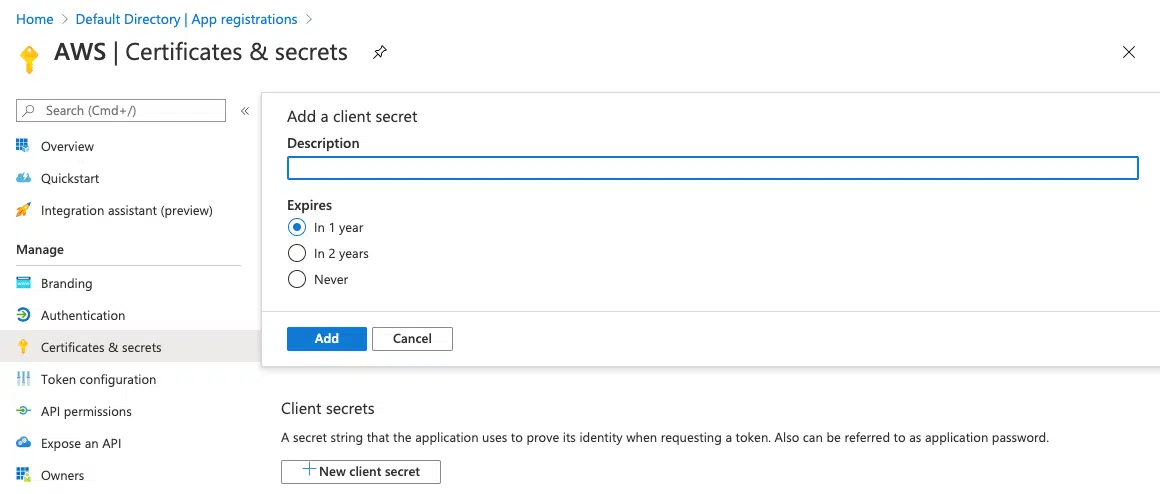 Home > Default Directory | App registrations >
AWS | Certificates & secrets
Search (Cmd+/)
«
Overview
Quickstart
Integration assistant (preview)
Manage
Branding
Authentication
Certificates & secrets
Token configuration
API permissions
Expose an API
Owners
Add a client secret
Description
Expires
In 1 year
In 2 years
Never
Add Cancel
Client secrets
A secret string that the application uses to prove its identity when requesting a token. Also can be referred to as application password.
New client secret